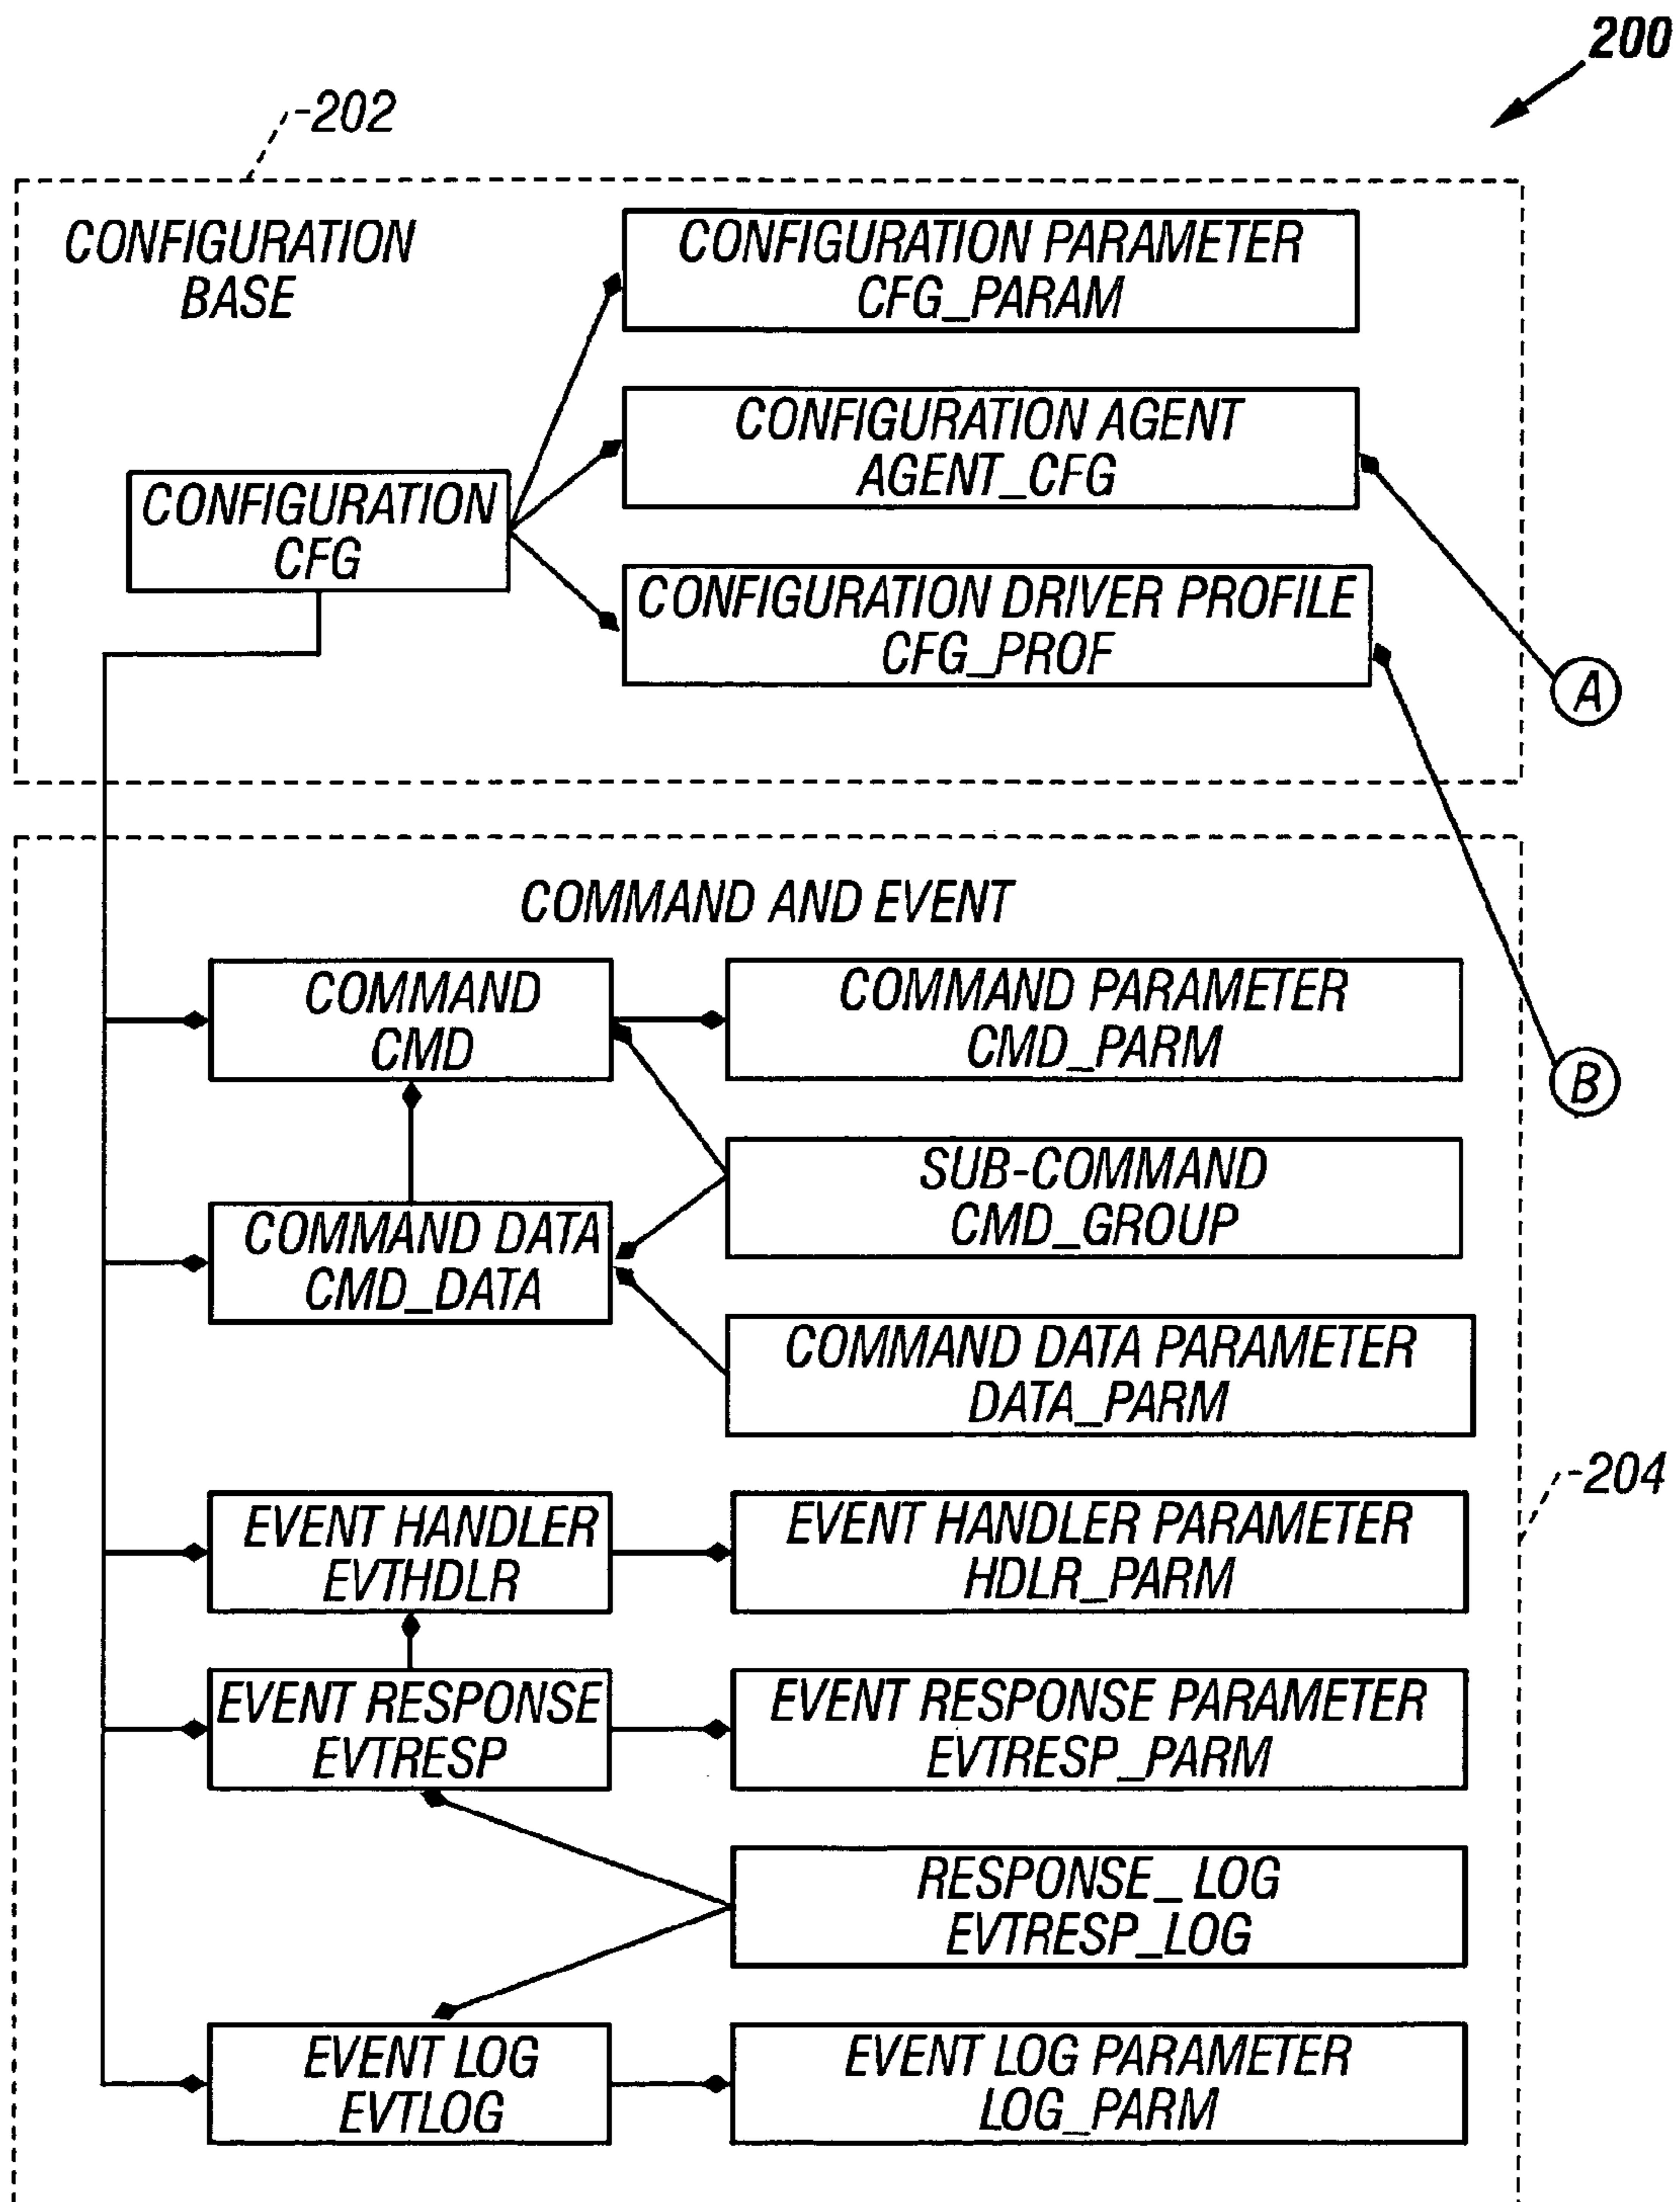 200
202
CONFIGURATION
BASE
CONFIGURATION PARAMETER
CFG_PARAM
CONFIGURATION AGENT
AGENT_CFG
CONFIGURATION
CFG
CONFIGURATION DRIVER PROFILE
CFG_PROF
A
COMMAND AND EVENT
COMMAND
CMD
COMMAND PARAMETER
CMD_PARM
B
SUB-COMMAND
CMD_GROUP
COMMAND DATA
CMD_DATA
COMMAND DATA PARAMETER
DATA_PARM
204
EVENT HANDLER
EVTHDLR
EVENT HANDLER PARAMETER
HDLR_PARM
EVENT RESPONSE
EVTRESP
EVENT RESPONSE PARAMETER
EVTRESP_PARM
RESPONSE_LOG
EVTRESP_LOG
EVENT LOG
EVTLOG
EVENT LOG PARAMETER
LOG_PARM